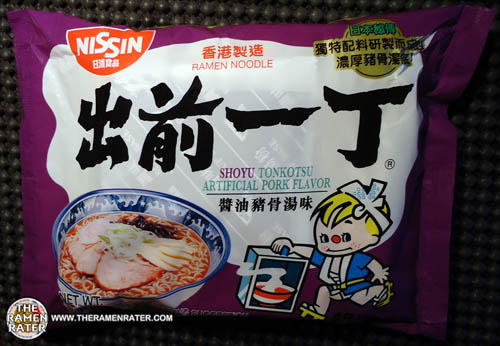 NISSIN
日清食品
香港製造
RAMEN NOODLE
日本秘傳
獨特配料研製而成
濃厚豬骨湯
出前一丁
®
SHOYU TONKOTSU
ARTIFICIAL PORK FLAVOR
醬油豬骨湯味
NET WT
THE
RAMEN
RATER
WWW.THERAMENRATER.COM